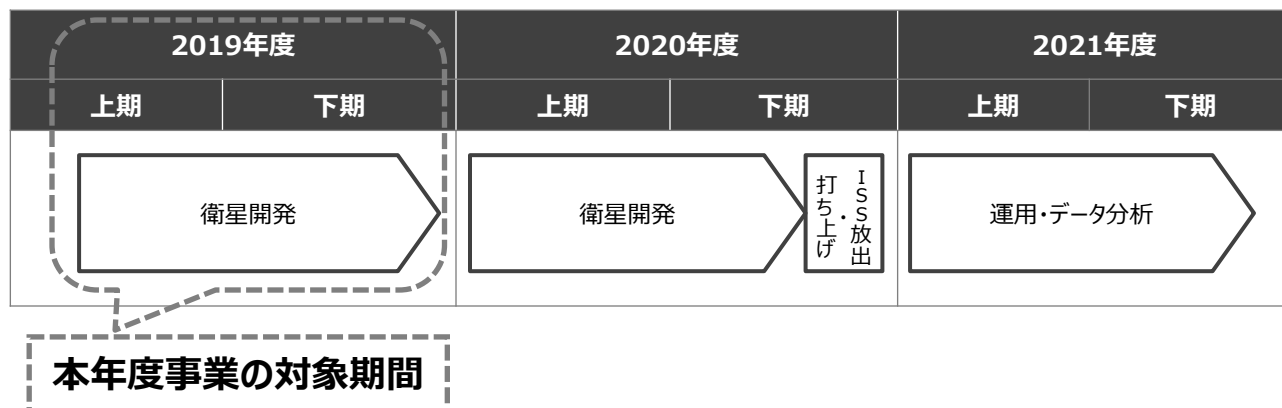 2019年度
2020年度
2021年度
上期
下期
上期
下期
上期
下期
衛星開発
衛星開発
ISS放出・
打ち上げ
運用・データ分析
本年度事業の対象期間